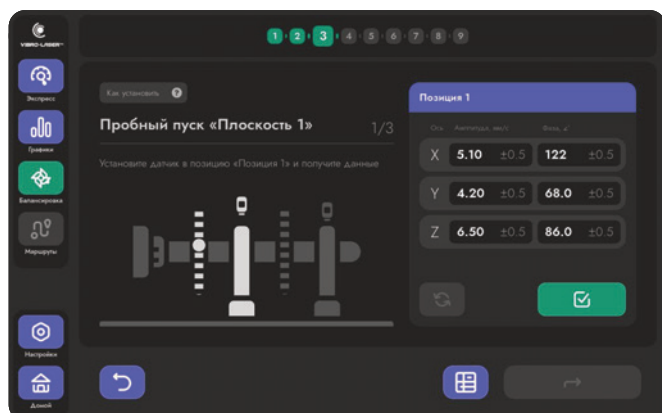 VIBRO-LASER™
1 2 3 4 5 6 7 8 9
Экспресс
Графики
Балансировка
Маршруты
Настройки
Домой
Как установить ?
Пробный пуск «Плоскость 1» 1/3
Установите датчик в позицию «Позиция 1» и получите данные
Позиция 1
Ось Амплитуда, мм/с Фаза, ∠°
X 5.10 ±0.5 122 ±0.5
Y 4.20 ±0.5 68.0 ±0.5
Z 6.50 ±0.5 86.0 ±0.5